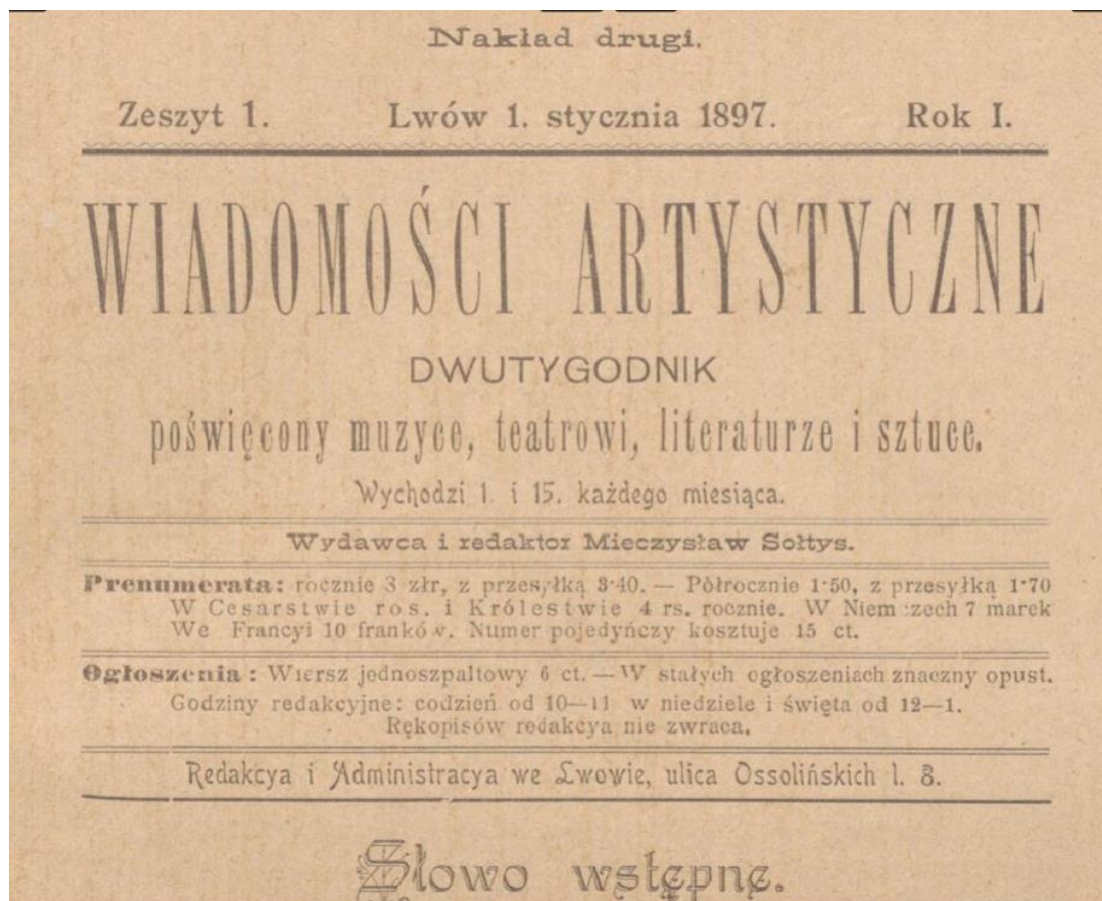 Nakład drugi.
Zeszyt 1. Lwów 1. stycznia 1897. Rok I.
WIADOMOŚCI ARTYSTYCZNE
DWUTYGODNIK
poświęcony muzyce, teatrowi, literaturze i sztuce.
Wychodzi 1. i 15. każdego miesiąca.
Wydawca i redaktor Mieczysław Sołtys.
Prenumerata: rocznie 3 złr, z przesyłką 3·40. — Półrocznie 1·50, z przesyłką 1·70
W Cesarstwie ros. i Królestwie 4 rs. rocznie. W Niemczech 7 marek
We Francyi 10 franków. Numer pojedyńczy kosztuje 15 ct.
Ogłoszenia: Wiersz jednoszpaltowy 6 ct. — W stałych ogłoszeniach znaczny opust.
Godziny redakcyjne: codzień od 10—11 w niedziele i święta od 12—1.
Rękopisów redakcya nie zwraca.
Redakcya i Administracya we Lwowie, ulica Ossolińskich l. 8.
Słowo wstępne.